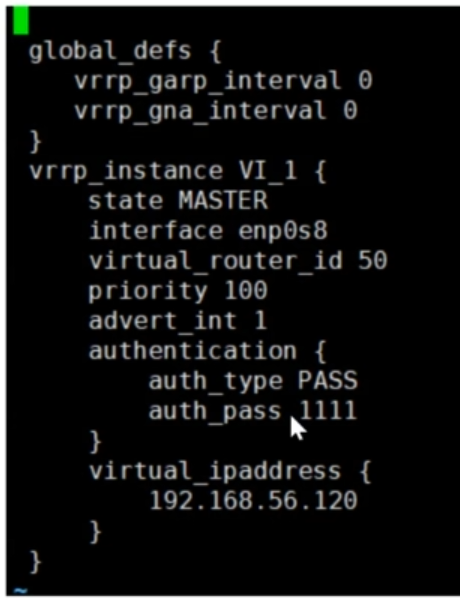 global_defs {
vrrp_garp_interval 0
vrrp_gna_interval 0
}
vrrp_instance VI_1 {
state MASTER
interface enp0s8
virtual_router_id 50
priority 100
advert_int 1
authentication {
auth_type PASS
auth_pass 1111
}
virtual_ipaddress {
192.168.56.120
}
}
~